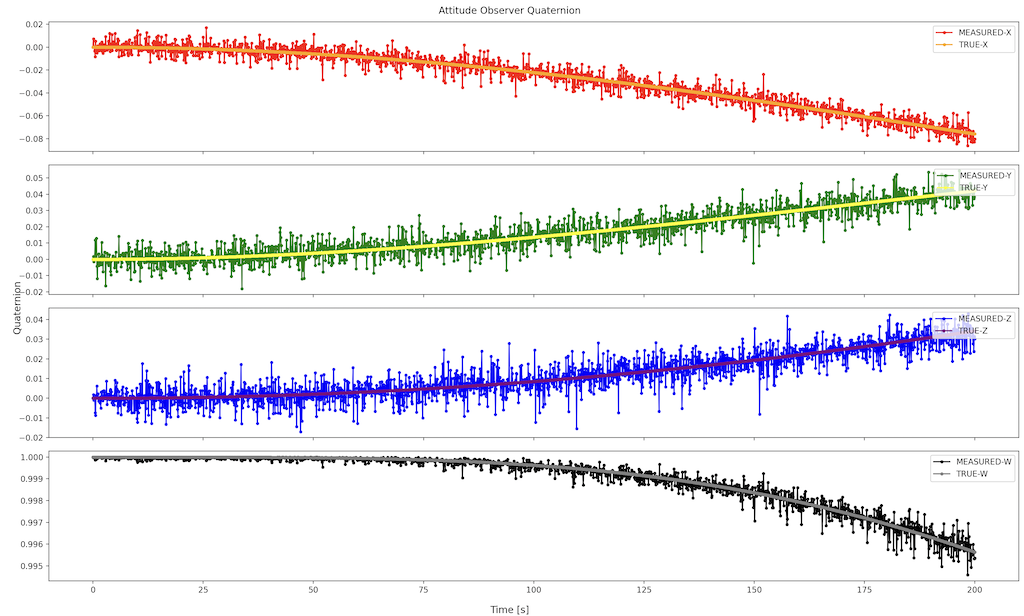 Attitude Observer Quaternion
0.02
0.00
−0.02
−0.04
−0.06
−0.08
MEASURED-X
TRUE-X
0.05
0.04
0.03
0.02
0.01
0.00
−0.01
−0.02
MEASURED-Y
TRUE-Y
Quaternion
0.04
0.03
0.02
0.01
0.00
−0.01
−0.02
MEASURED-Z
TRUE-Z
1.000
0.999
0.998
0.997
0.996
0.995
MEASURED-W
TRUE-W
0 25 50 75 100 125 150 175 200
Time [s]